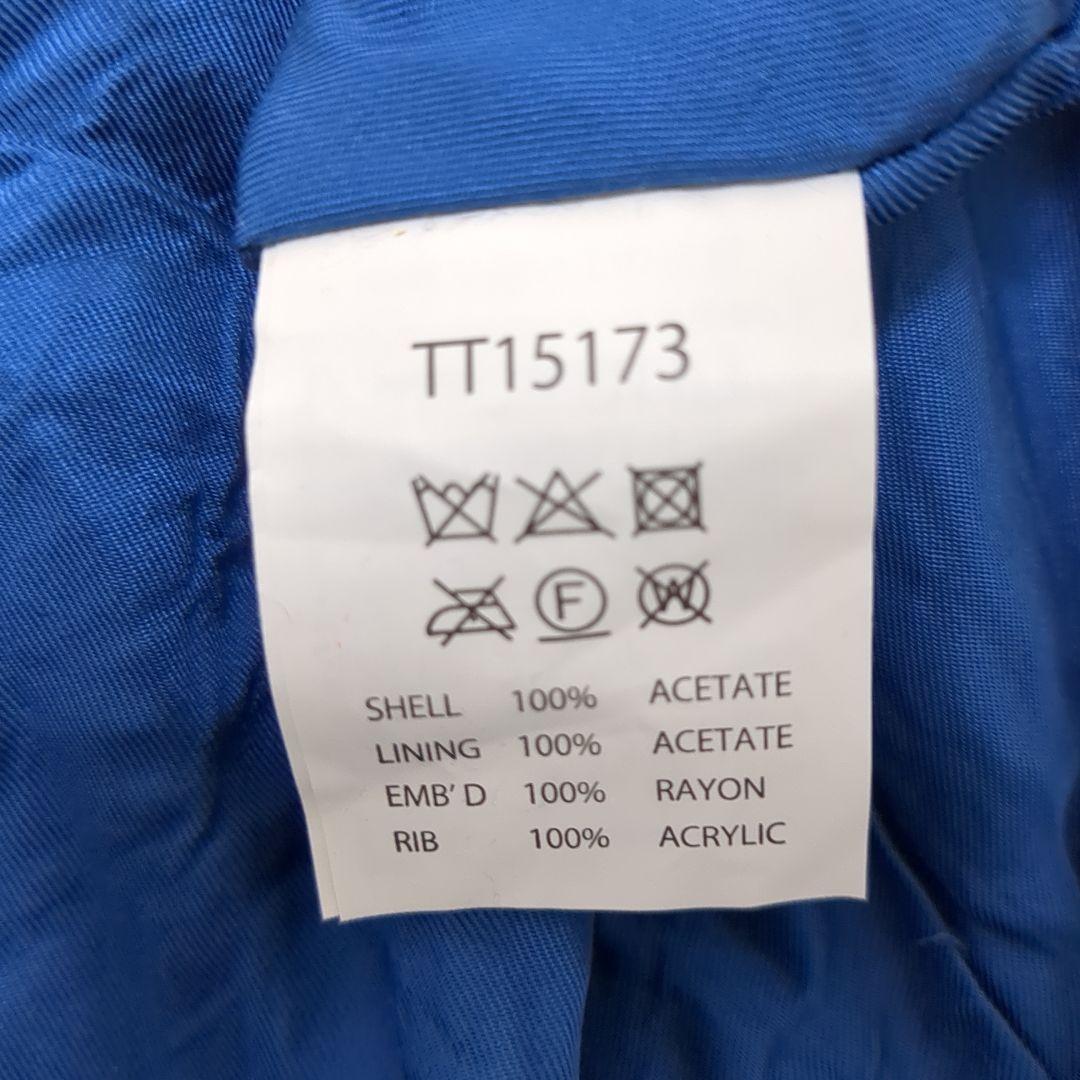 TT15173
F W
SHELL 100% ACETATE
LINING 100% ACETATE
EMB'D 100% RAYON
RIB 100% ACRYLIC